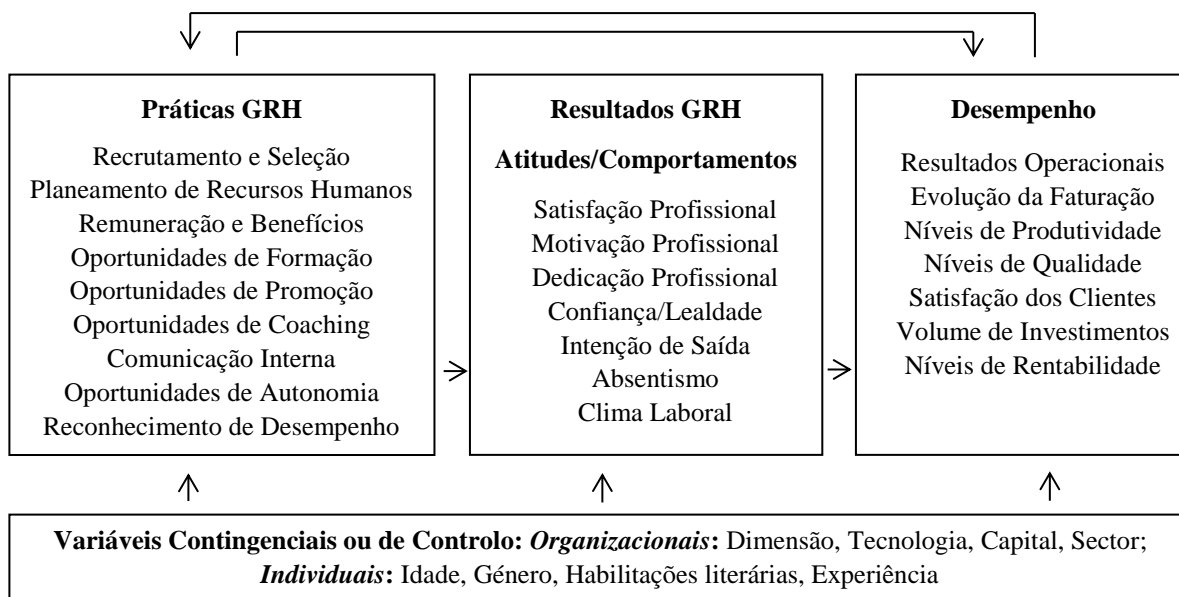 Práticas GRH
Recrutamento e Seleção
Planeamento de Recursos Humanos
Remuneração e Benefícios
Oportunidades de Formação
Oportunidades de Promoção
Oportunidades de Coaching
Comunicação Interna
Oportunidades de Autonomia
Reconhecimento de Desempenho
Resultados GRH
Atitudes/Comportamentos
Satisfação Profissional
Motivação Profissional
Dedicação Profissional
Confiança/Lealdade
Intenção de Saída
Absentismo
Clima Laboral
Desempenho
Resultados Operacionais
Evolução da Faturação
Níveis de Produtividade
Níveis de Qualidade
Satisfação dos Clientes
Volume de Investimentos
Níveis de Rentabilidade
Variáveis Contingenciais ou de Controlo: Organizacionais: Dimensão, Tecnologia, Capital, Sector;
Individuais: Idade, Género, Habilitações literárias, Experiência